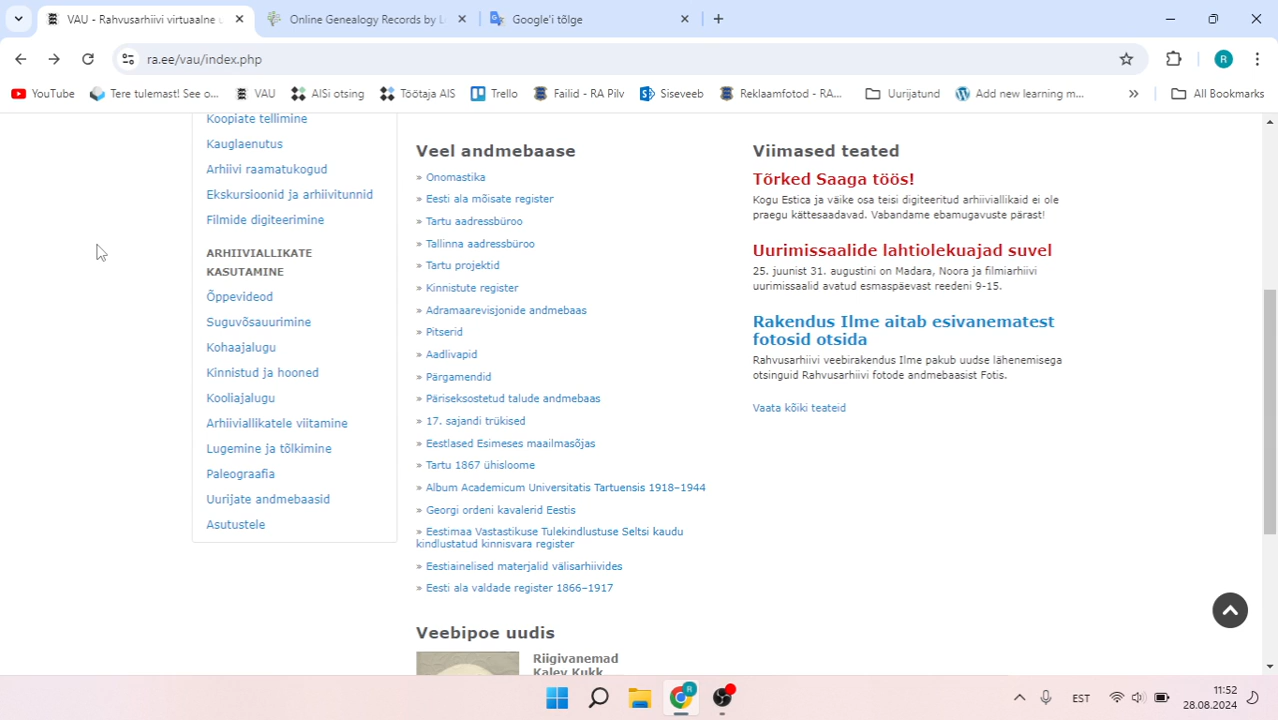 VAU - Rahvusarhiivi virtuaalne u
Online Genealogy Records by L
Google'i tõlge
ra.ee/vau/index.php
R
YouTube
Tere tulemast! See o...
VAU
AISi otsing
Töötaja AIS
Trello
Failid - RA Pilv
Siseveeb
Reklaamfotod - RA...
Uurijatund
Add new learning m...
All Bookmarks
Koopiate tellimine
Kauglaenutus
Arhiivi raamatukogud
Ekskursioonid ja arhiivitunnid
Filmide digiteerimine
ARHIIVIALLIKATE
KASUTAMINE
Õppevideod
Suguvõsauurimine
Kohaajalugu
Kinnistud ja hooned
Kooliajalugu
Arhiiviallikatele viitamine
Lugemine ja tõlkimine
Paleograafia
Uurijate andmebaasid
Asutustele
Veel andmebaase
» Onomastika
» Eesti ala mõisate register
» Tartu aadressbüroo
» Tallinna aadressbüroo
» Tartu projektid
» Kinnistute register
» Adramaarevisjonide andmebaas
» Pitserid
» Aadlivapid
» Pärgamendid
» Päriseksostetud talude andmebaas
» 17. sajandi trükised
» Eestlased Esimeses maailmasõjas
» Tartu 1867 ühisloome
» Album Academicum Universitatis Tartuensis 1918–1944
» Georgi ordeni kavalerid Eestis
» Eestimaa Vastastikuse Tulekindlustuse Seltsi kaudu
kindlustatud kinnisvara register
» Eestiainelised materjalid välisarhiivides
» Eesti ala valdade register 1866–1917
Veebipoe uudis
Riigivanemad
Kalev Kukk
Viimased teated
Tõrked Saaga töös!
Kogu Estica ja väike osa teisi digiteeritud arhiiviallikaid ei ole
praegu kättesaadavad. Vabandame ebamugavuste pärast!
Uurimissaalide lahtiolekuajad suvel
25. juunist 31. augustini on Madara, Noora ja filmiarhiivi
uurimissaalid avatud esmaspäevast reedeni 9-15.
Rakendus Ilme aitab esivanematest
fotosid otsida
Rahvusarhiivi veebirakendus Ilme pakub uudse lähenemisega
otsinguid Rahvusarhiivi fotode andmebaasist Fotis.
Vaata kõiki teateid
R
EST
11:52
28.08.2024